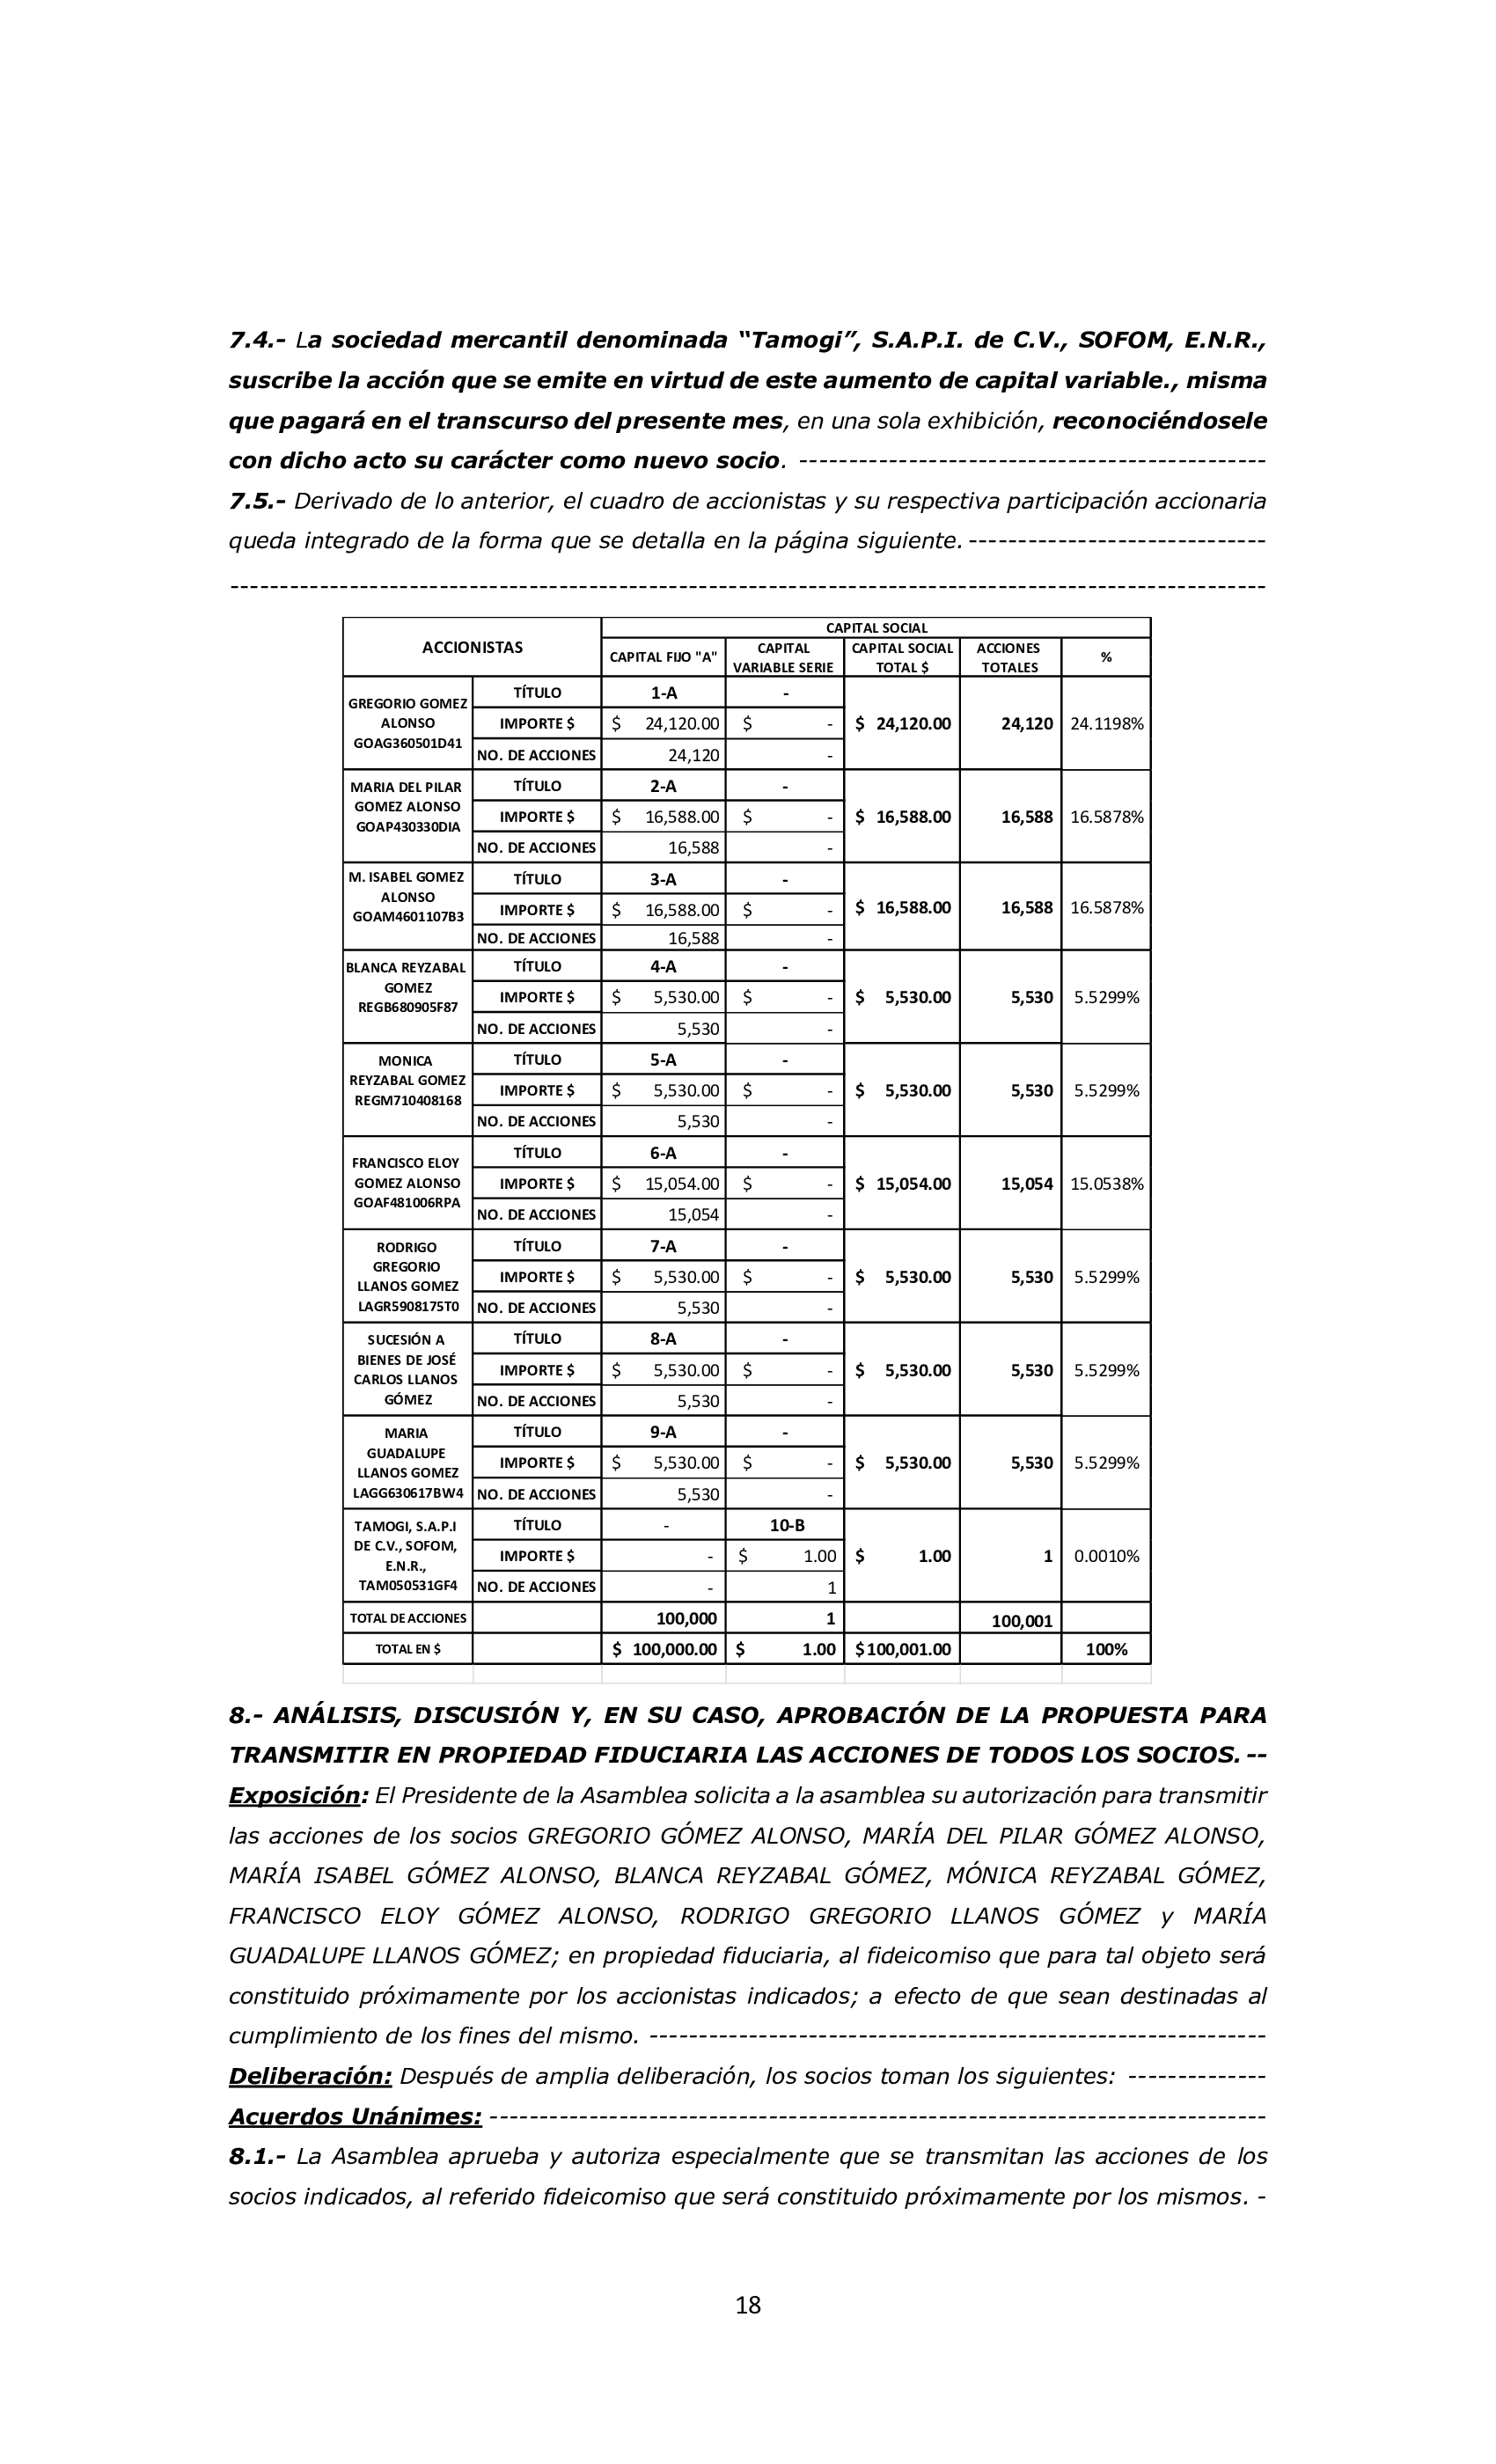 7.4.- La sociedad mercantil denominada “Tamogi”, S.A.P.I. de C.V., SOFOM, E.N.R.,
suscribe la acción que se emite en virtud de este aumento de capital variable., misma
que pagará en el transcurso del presente mes, en una sola exhibición, reconociéndosele
con dicho acto su carácter como nuevo socio. -----------------------------------------------
7.5.- Derivado de lo anterior, el cuadro de accionistas y su respectiva participación accionaria
queda integrado de la forma que se detalla en la página siguiente. ------------------------------
---------------------------------------------------------------------------------------------------------
CAPITAL SOCIAL
ACCIONISTAS
CAPITAL FIJO "A" CAPITAL VARIABLE SERIE CAPITAL SOCIAL TOTAL $ ACCIONES TOTALES %
GREGORIO GOMEZ
ALONSO
GOAG360501D41
TÍTULO 1-A -
IMPORTE $ $ 24,120.00 $ - $ 24,120.00 24,120 24.1198%
NO. DE ACCIONES 24,120 -
MARIA DEL PILAR
GOMEZ ALONSO
GOAP430330DIA
TÍTULO 2-A -
IMPORTE $ $ 16,588.00 $ - $ 16,588.00 16,588 16.5878%
NO. DE ACCIONES 16,588 -
M. ISABEL GOMEZ
ALONSO
GOAM4601107B3
TÍTULO 3-A -
IMPORTE $ $ 16,588.00 $ - $ 16,588.00 16,588 16.5878%
NO. DE ACCIONES 16,588 -
BLANCA REYZABAL
GOMEZ
REGB680905F87
TÍTULO 4-A -
IMPORTE $ $ 5,530.00 $ - $ 5,530.00 5,530 5.5299%
NO. DE ACCIONES 5,530 -
MONICA
REYZABAL GOMEZ
REGM710408168
TÍTULO 5-A -
IMPORTE $ $ 5,530.00 $ - $ 5,530.00 5,530 5.5299%
NO. DE ACCIONES 5,530 -
FRANCISCO ELOY
GOMEZ ALONSO
GOAF481006RPA
TÍTULO 6-A -
IMPORTE $ $ 15,054.00 $ - $ 15,054.00 15,054 15.0538%
NO. DE ACCIONES 15,054 -
RODRIGO
GREGORIO
LLANOS GOMEZ
LAGR5908175T0
TÍTULO 7-A -
IMPORTE $ $ 5,530.00 $ - $ 5,530.00 5,530 5.5299%
NO. DE ACCIONES 5,530 -
SUCESIÓN A
BIENES DE JOSÉ
CARLOS LLANOS
GÓMEZ
TÍTULO 8-A -
IMPORTE $ $ 5,530.00 $ - $ 5,530.00 5,530 5.5299%
NO. DE ACCIONES 5,530 -
MARIA
GUADALUPE
LLANOS GOMEZ
LAGG630617BW4
TÍTULO 9-A -
IMPORTE $ $ 5,530.00 $ - $ 5,530.00 5,530 5.5299%
NO. DE ACCIONES 5,530 -
TAMOGI, S.A.P.I
DE C.V., SOFOM,
E.N.R.,
TAM050531GF4
TÍTULO - 10-B
IMPORTE $ - $ 1.00 $ 1.00 1 0.0010%
NO. DE ACCIONES - 1
TOTAL DE ACCIONES 100,000 1 100,001
TOTAL EN $ $ 100,000.00 $ 1.00 $100,001.00 100%
8.- ANÁLISIS, DISCUSIÓN Y, EN SU CASO, APROBACIÓN DE LA PROPUESTA PARA
TRANSMITIR EN PROPIEDAD FIDUCIARIA LAS ACCIONES DE TODOS LOS SOCIOS. --
Exposición: El Presidente de la Asamblea solicita a la asamblea su autorización para transmitir
las acciones de los socios GREGORIO GÓMEZ ALONSO, MARÍA DEL PILAR GÓMEZ ALONSO,
MARÍA ISABEL GÓMEZ ALONSO, BLANCA REYZABAL GÓMEZ, MÓNICA REYZABAL GÓMEZ,
FRANCISCO ELOY GÓMEZ ALONSO, RODRIGO GREGORIO LLANOS GÓMEZ y MARÍA
GUADALUPE LLANOS GÓMEZ; en propiedad fiduciaria, al fideicomiso que para tal objeto será
constituido próximamente por los accionistas indicados; a efecto de que sean destinadas al
cumplimiento de los fines del mismo. --------------------------------------------------------------
Deliberación: Después de amplia deliberación, los socios toman los siguientes: --------------
Acuerdos Unánimes: ------------------------------------------------------------------------------
8.1.- La Asamblea aprueba y autoriza especialmente que se transmitan las acciones de los
socios indicados, al referido fideicomiso que será constituido próximamente por los mismos. -
18